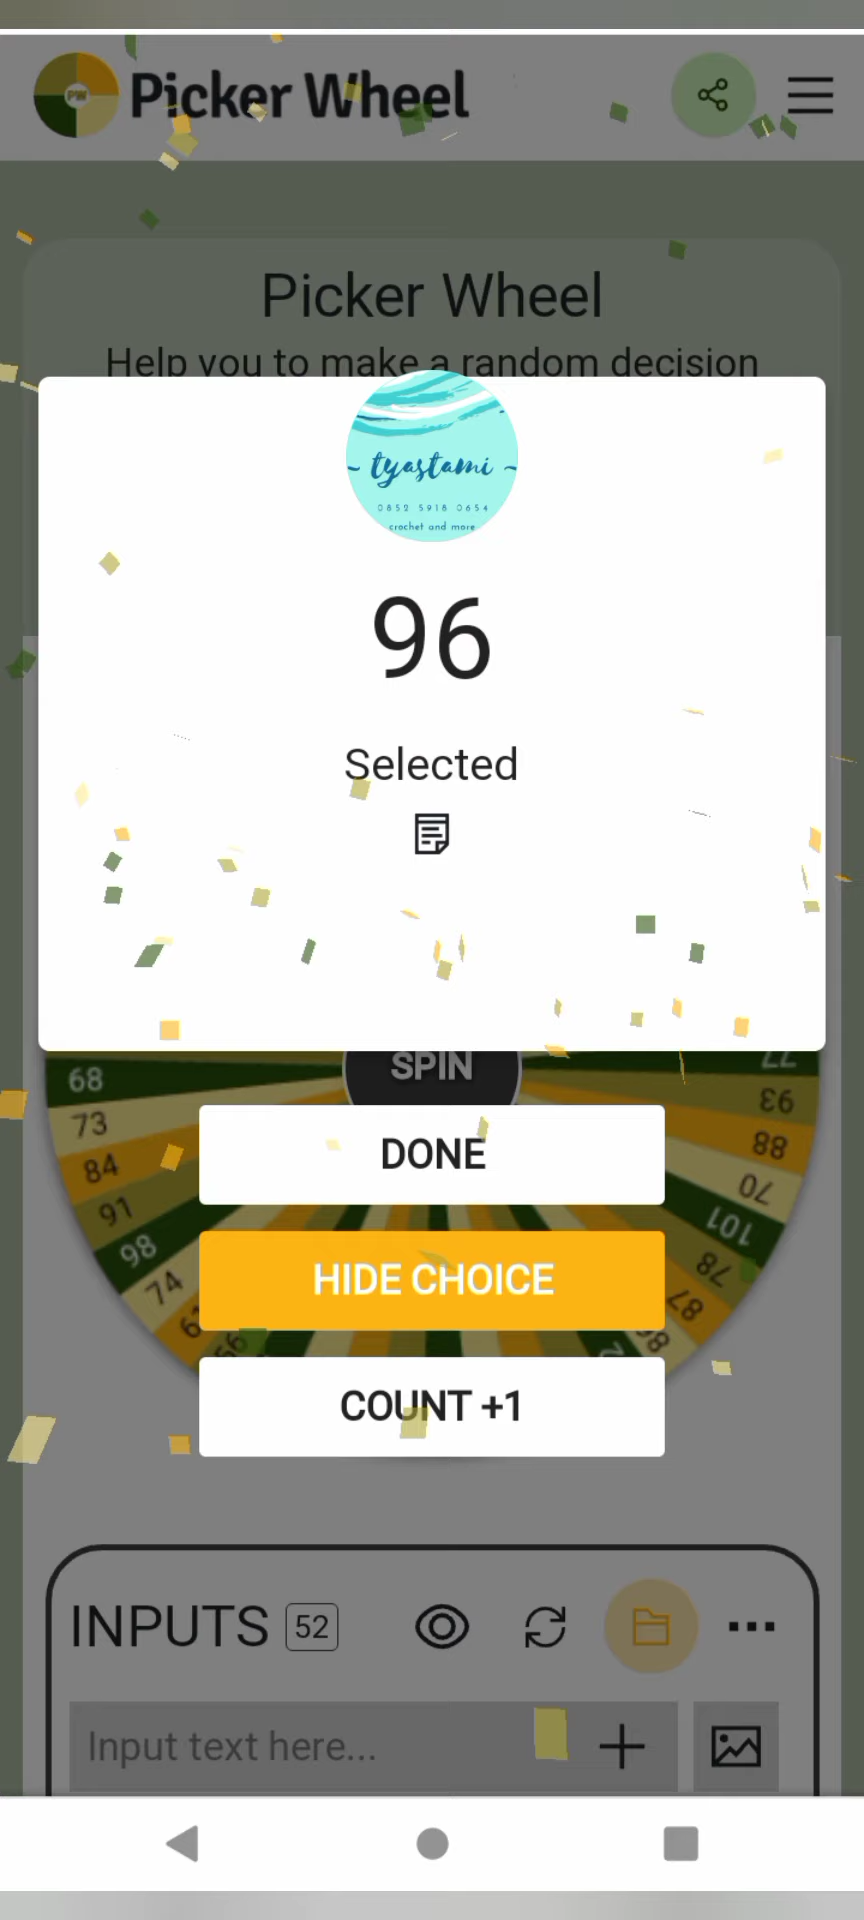 PW
Picker Wheel
Picker Wheel
Help you to make a random decision
~ tyastami ~
0852 5918 0654
crochet and more
96
Selected
SPIN
77
68
93
73
88
84
70
91
101
98
78
74
87
DONE
HIDE CHOICE
COUNT +1
INPUTS 52
Input text here...